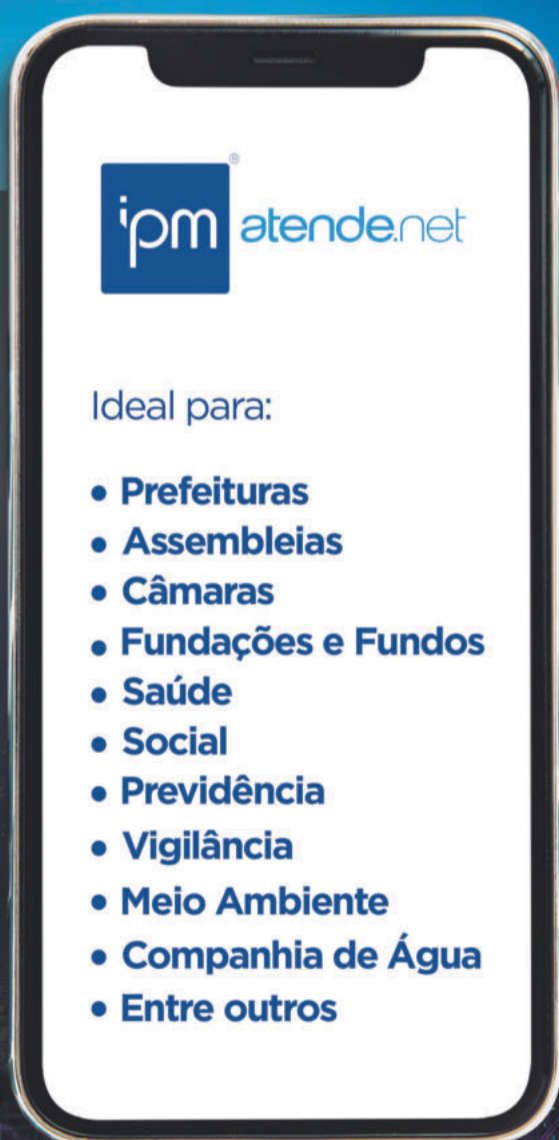 ipm® atende.net
Ideal para:
• Prefeituras
• Assembleias
• Câmaras
• Fundações e Fundos
• Saúde
• Social
• Previdência
• Vigilância
• Meio Ambiente
• Companhia de Água
• Entre outros